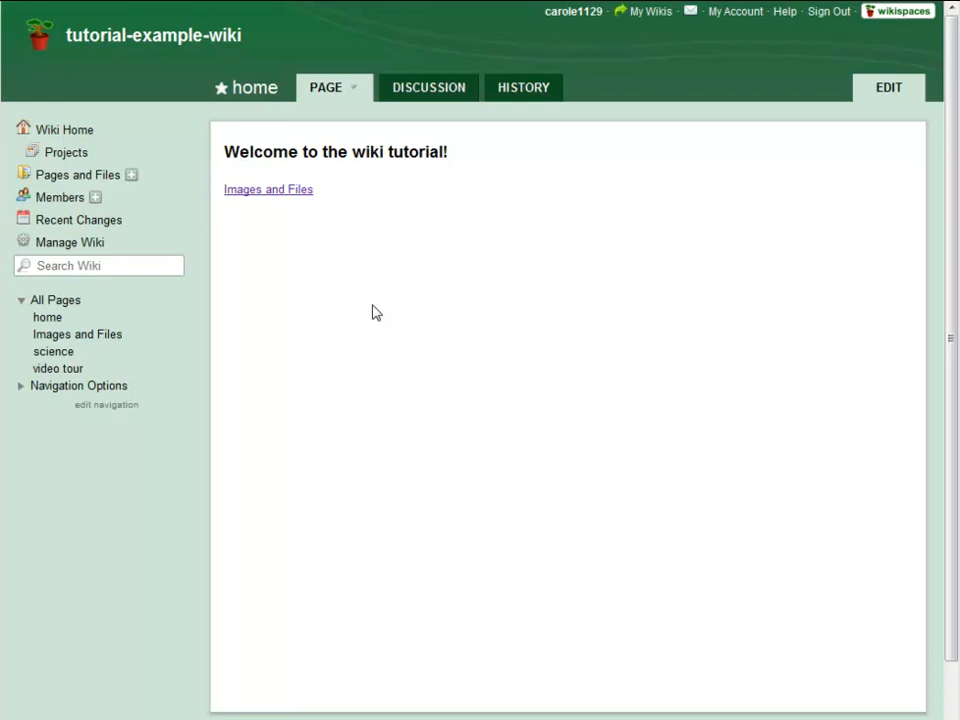 carole1129 · My Wikis · · My Account · Help · Sign Out · wikispaces
tutorial-example-wiki
home PAGE DISCUSSION HISTORY EDIT
Wiki Home
Projects
Pages and Files
Members
Recent Changes
Manage Wiki
Search Wiki
All Pages
home
Images and Files
science
video tour
Navigation Options
edit navigation
Welcome to the wiki tutorial!
Images and Files